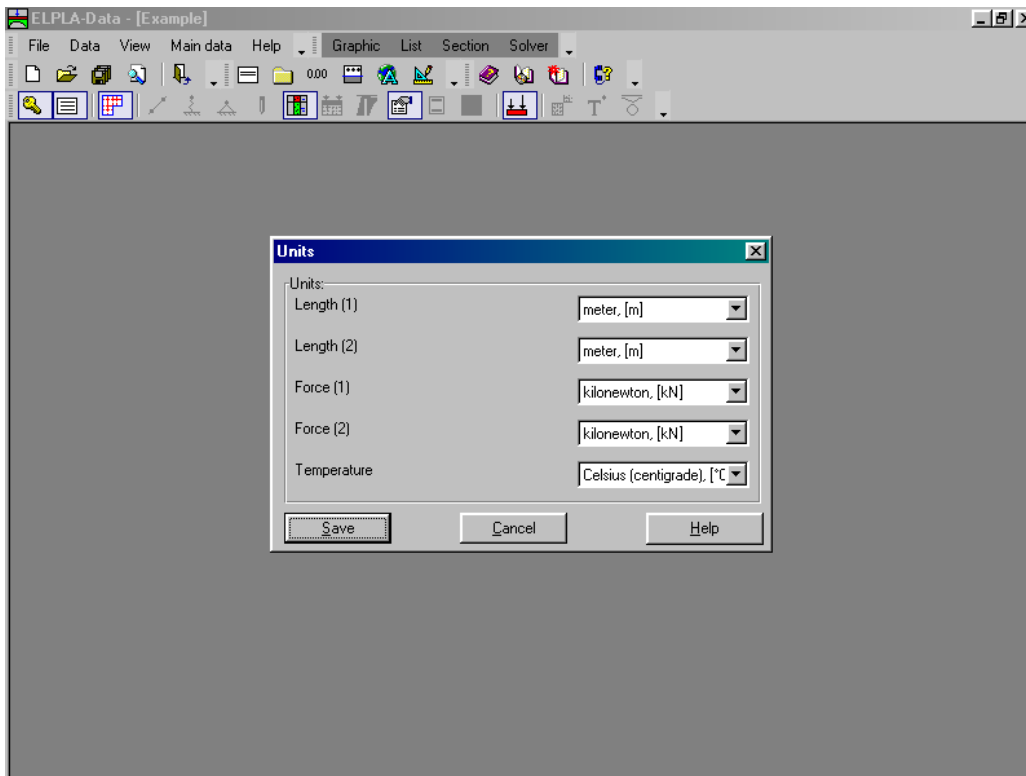 ELPLA-Data - [Example]
File Data View Main data Help Graphic List Section Solver
0.00
Units
Units:
Length (1) meter, [m]
Length (2) meter, [m]
Force (1) kilonewton, [kN]
Force (2) kilonewton, [kN]
Temperature Celsius (centigrade), [°C
Save Cancel Help